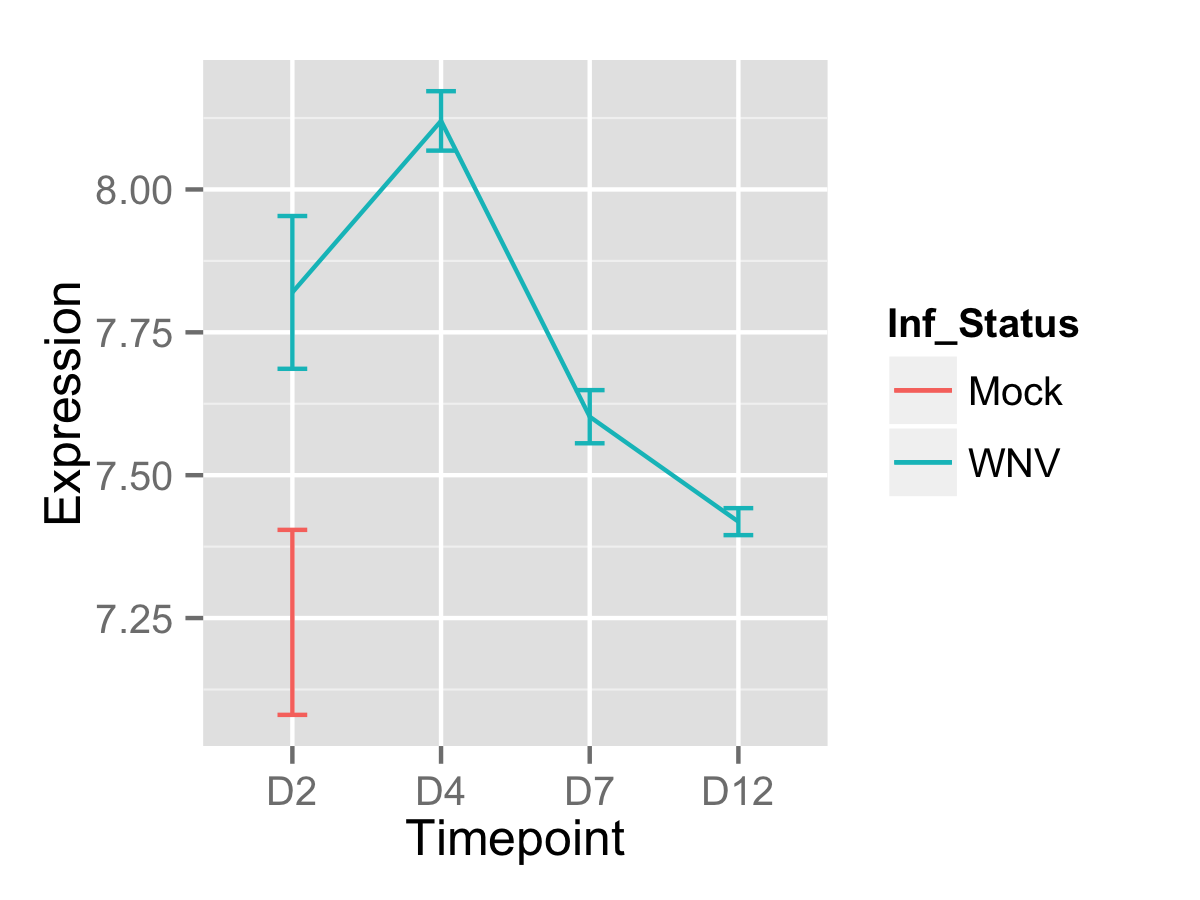 Expression
8.00
7.75
7.50
7.25
D2 D4 D7 D12
Timepoint
Inf_Status
Mock
WNV